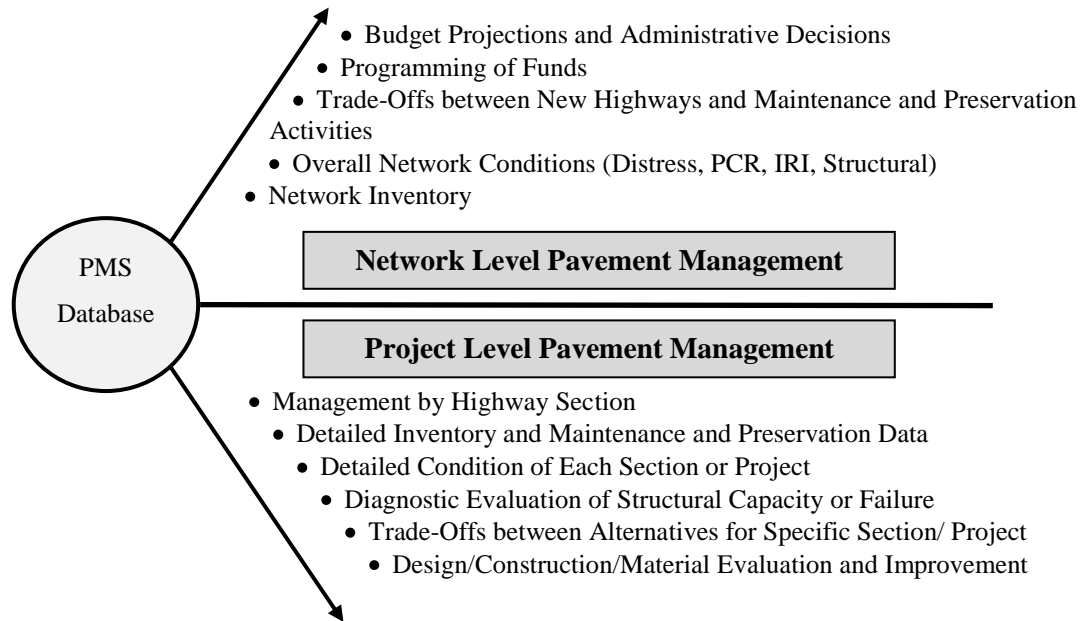 • Budget Projections and Administrative Decisions
• Programming of Funds
• Trade-Offs between New Highways and Maintenance and Preservation
Activities
• Overall Network Conditions (Distress, PCR, IRI, Structural)
• Network Inventory
PMS
Database
Network Level Pavement Management
Project Level Pavement Management
• Management by Highway Section
• Detailed Inventory and Maintenance and Preservation Data
• Detailed Condition of Each Section or Project
• Diagnostic Evaluation of Structural Capacity or Failure
• Trade-Offs between Alternatives for Specific Section/ Project
• Design/Construction/Material Evaluation and Improvement